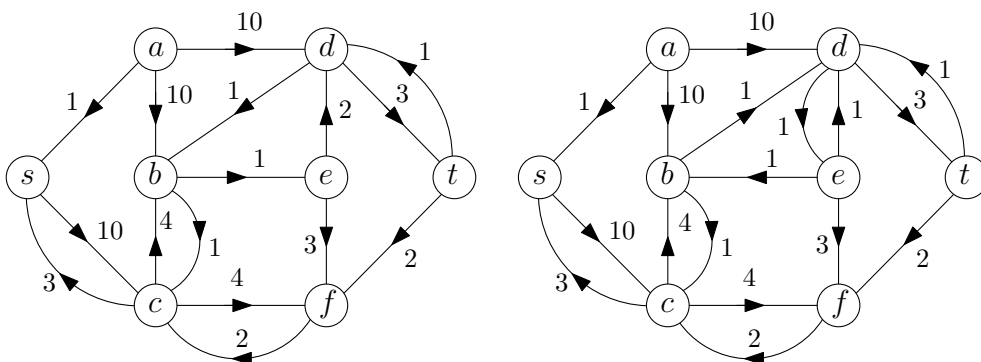 a 10 d a 10 d
1 10 1 3 1 1 10 1 3 1
2 1 1
s b 1 e t s b 1 e t
10 4 1 3 2 10 4 1 3 2
3 c 4 f 3 c 4 f
2 2